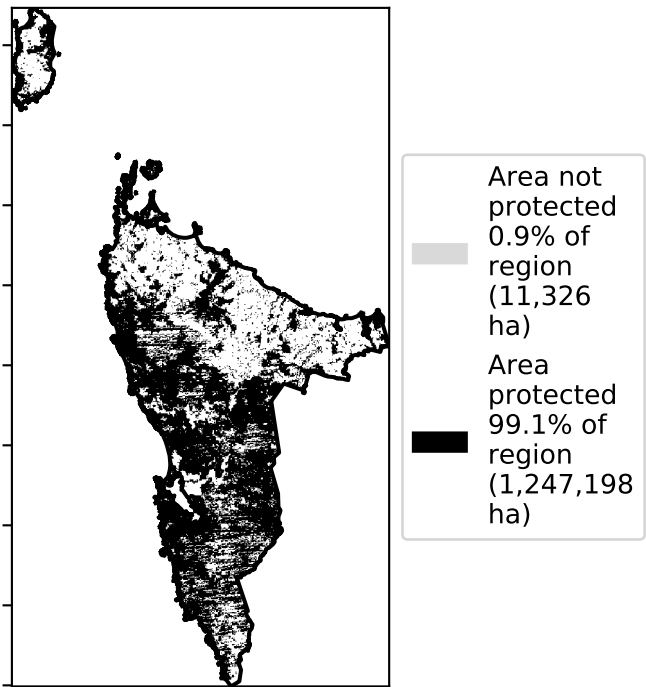 Area not
protected
0.9% of
region
(11,326
ha)
Area
protected
99.1% of
region
(1,247,198
ha)